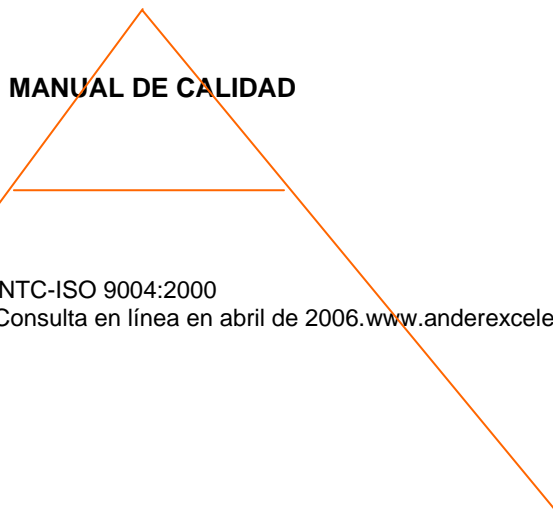 MANUAL DE CALIDAD
NTC-ISO 9004:2000
Consulta en línea en abril de 2006.www.anderexcele